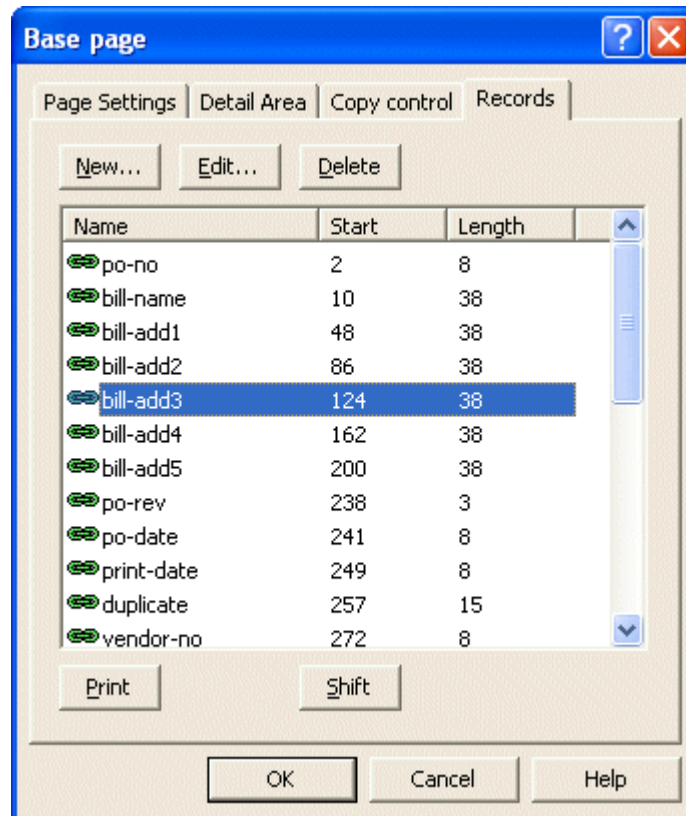 Base page
Page Settings Detail Area Copy control Records
New... Edit... Delete
Name Start Length
po-no 2 8
bill-name 10 38
bill-add1 48 38
bill-add2 86 38
bill-add3 124 38
bill-add4 162 38
bill-add5 200 38
po-rev 238 3
po-date 241 8
print-date 249 8
duplicate 257 15
vendor-no 272 8
Print Shift
OK Cancel Help